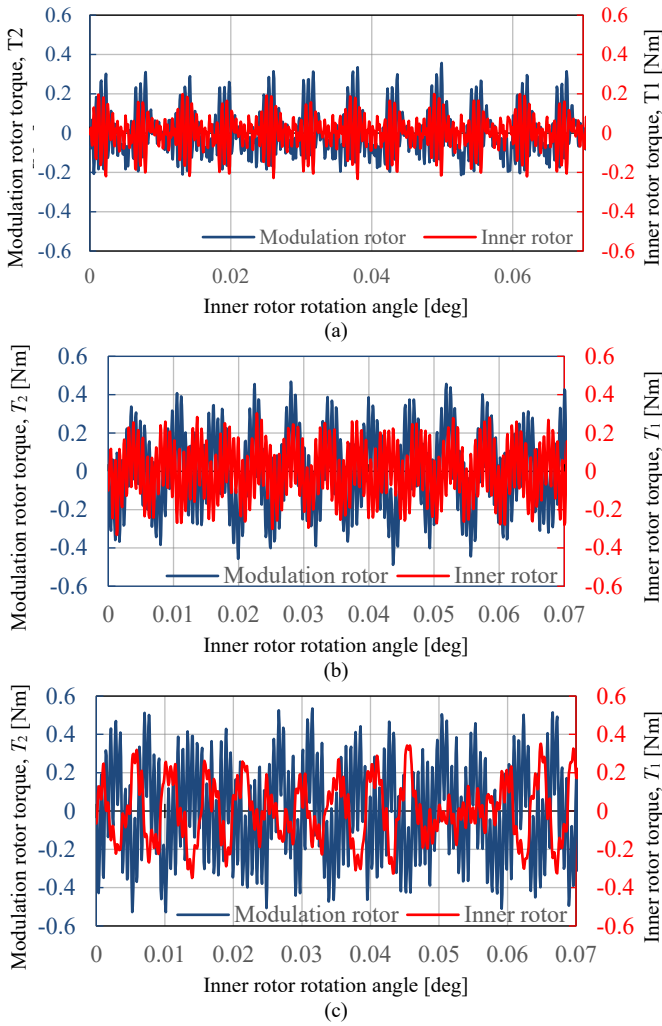 Modulation rotor torque, T2
0.6
0.4
0.2
0
-0.2
-0.4
-0.6
0.6
0.4
0.2
0
-0.2
-0.4
-0.6
Inner rotor torque, T1 [Nm]
Modulation rotor
Inner rotor
0 0.02 0.04 0.06
Inner rotor rotation angle [deg]
(a)
Modulation rotor torque, T2 [Nm]
0.6
0.4
0.2
0
-0.2
-0.4
-0.6
0.6
0.4
0.2
0
-0.2
-0.4
-0.6
Inner rotor torque, T1 [Nm]
Modulation rotor
Inner rotor
0 0.01 0.02 0.03 0.04 0.05 0.06 0.07
Inner rotor rotation angle [deg]
(b)
Modulation rotor torque, T2 [Nm]
0.6
0.4
0.2
0
-0.2
-0.4
-0.6
0.6
0.4
0.2
0
-0.2
-0.4
-0.6
Inner rotor torque, T1 [Nm]
Modulation rotor
Inner rotor
0 0.01 0.02 0.03 0.04 0.05 0.06 0.07
Inner rotor rotation angle [deg]
(c)